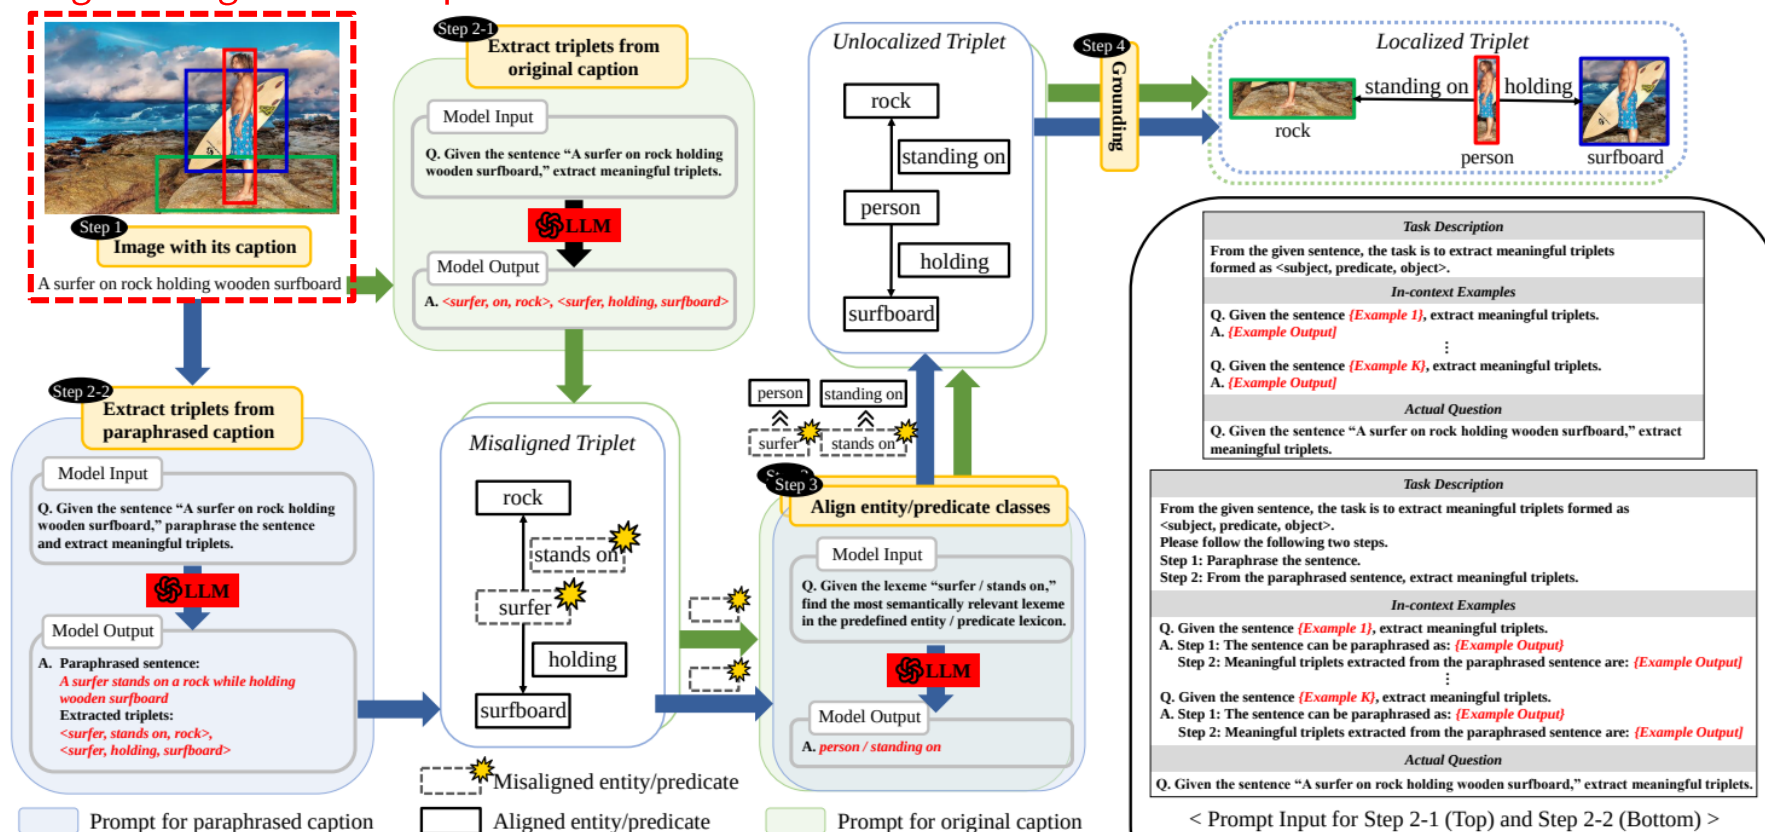 Step 1
Image with its caption
A surfer on rock holding wooden surfboard
Step 2-1
Extract triplets from
original caption
Model Input
Q. Given the sentence “A surfer on rock holding
wooden surfboard,” extract meaningful triplets.
LLM
Model Output
A. <surfer, on, rock>, <surfer, holding, surfboard>
Step 2-2
Extract triplets from
paraphrased caption
Model Input
Q. Given the sentence “A surfer on rock holding
wooden surfboard,” paraphrase the sentence
and extract meaningful triplets.
LLM
Model Output
A. Paraphrased sentence:
A surfer stands on a rock while holding
wooden surfboard
Extracted triplets:
<surfer, stands on, rock>,
<surfer, holding, surfboard>
Misaligned Triplet
rock
stands on
surfer
holding
surfboard
person
standing on
surfer
stands on
Step 3
Align entity/predicate classes
Model Input
Q. Given the lexeme “surfer / stands on,”
find the most semantically relevant lexeme
in the predefined entity / predicate lexicon.
LLM
Model Output
A. person / standing on
Unlocalized Triplet
rock
standing on
person
holding
surfboard
Step 4
Grounding
Localized Triplet
standing on
holding
rock
person
surfboard
Task Description
From the given sentence, the task is to extract meaningful triplets
formed as <subject, predicate, object>.
In-context Examples
Q. Given the sentence {Example 1}, extract meaningful triplets.
A. {Example Output]
⋮
Q. Given the sentence {Example K}, extract meaningful triplets.
A. {Example Output]
Actual Question
Q. Given the sentence “A surfer on rock holding wooden surfboard,” extract
meaningful triplets.
Task Description
From the given sentence, the task is to extract meaningful triplets formed as
<subject, predicate, object>.
Please follow the following two steps.
Step 1: Paraphrase the sentence.
Step 2: From the paraphrased sentence, extract meaningful triplets.
In-context Examples
Q. Given the sentence {Example 1}, extract meaningful triplets.
A. Step 1: The sentence can be paraphrased as: {Example Output}
Step 2: Meaningful triplets extracted from the paraphrased sentence are: {Example Output]
⋮
Q. Given the sentence {Example K}, extract meaningful triplets.
A. Step 1: The sentence can be paraphrased as: {Example Output}
Step 2: Meaningful triplets extracted from the paraphrased sentence are: {Example Output]
Actual Question
Q. Given the sentence “A surfer on rock holding wooden surfboard,” extract meaningful triplets.
< Prompt Input for Step 2-1 (Top) and Step 2-2 (Bottom) >
Misaligned entity/predicate
Prompt for paraphrased caption
Aligned entity/predicate
Prompt for original caption